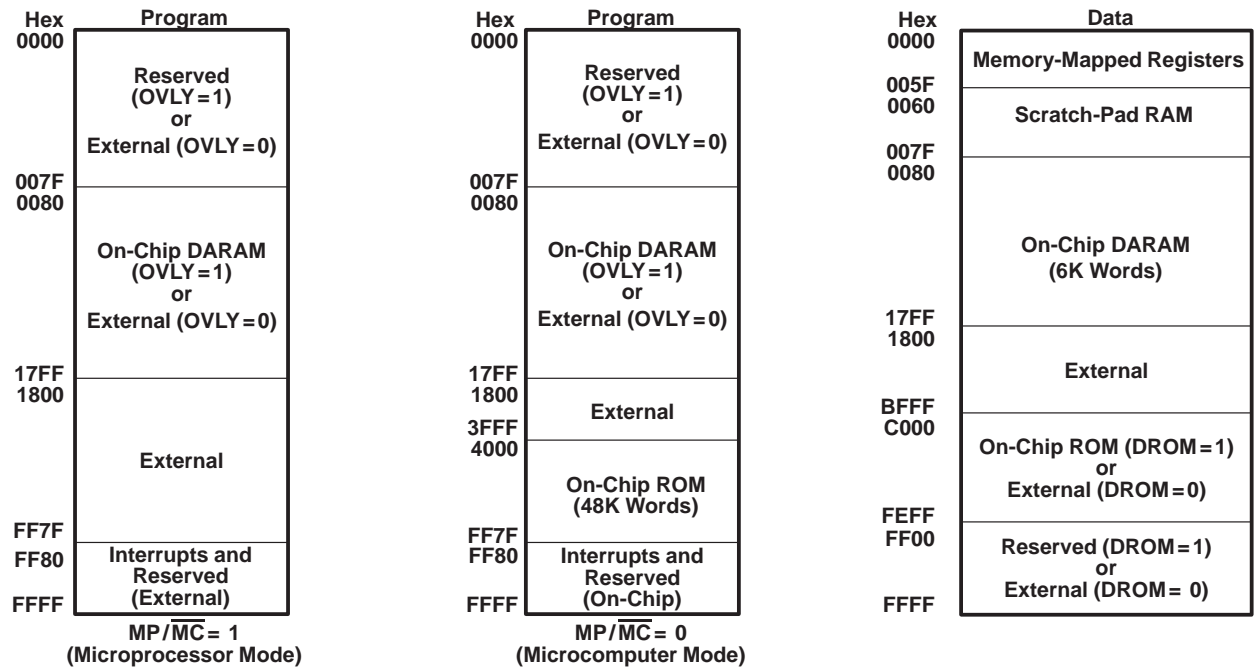 Hex
Program
0000
Reserved
(OVLY = 1)
or
External (OVLY = 0)
007F
0080
On-Chip DARAM
(OVLY = 1)
or
External (OVLY = 0)
17FF
1800
External
FF7F
FF80
Interrupts and
Reserved
(External)
FFFF
MP/M̅C̅ = 1
(Microprocessor Mode)
Hex
Program
0000
Reserved
(OVLY = 1)
or
External (OVLY = 0)
007F
0080
On-Chip DARAM
(OVLY = 1)
or
External (OVLY = 0)
17FF
1800
External
3FFF
4000
On-Chip ROM
(48K Words)
FF7F
FF80
Interrupts and
Reserved
(On-Chip)
FFFF
MP/M̅C̅ = 0
(Microcomputer Mode)
Hex
Data
0000
Memory-Mapped Registers
005F
0060
Scratch-Pad RAM
007F
0080
On-Chip DARAM
(6K Words)
17FF
1800
External
BFFF
C000
On-Chip ROM (DROM = 1)
or
External (DROM = 0)
FEFF
FF00
Reserved (DROM = 1)
or
External (DROM = 0)
FFFF